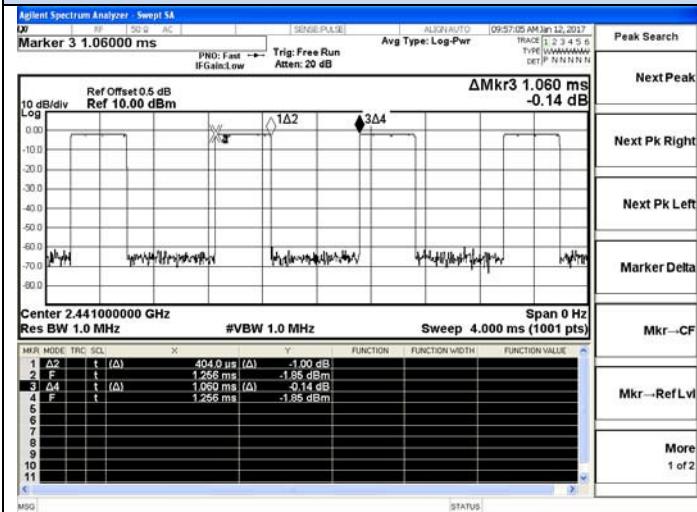 Agilent Spectrum Analyzer - Swept SA
RF 50 Ω AC SENSE:PULSE ALIGN AUTO 09:57:05 AM Jan 12, 2017
Marker 3 1.06000 ms
PNO: Fast
IFGain:Low
Trig: Free Run
Atten: 20 dB
Avg Type: Log-Pwr
TRACE 1 2 3 4 5 6
TYPE WWWWWW
DET P N N N N N
Ref Offset 0.5 dB
10 dB/div Ref 10.00 dBm
ΔMkr3 1.060 ms
-0.14 dB
Log
1Δ2
3Δ4
0.00
-10.0
-20.0
-30.0
-40.0
-50.0
-60.0
-70.0
-80.0
Center 2.441000000 GHz Span 0 Hz
Res BW 1.0 MHz #VBW 1.0 MHz Sweep 4.000 ms (1001 pts)
MKR MODE TRC SCL X Y FUNCTION FUNCTION WIDTH FUNCTION VALUE
1 Δ2 t (Δ) 404.0 µs (Δ) -1.00 dB
2 F t 1.256 ms -1.85 dBm
3 Δ4 t (Δ) 1.060 ms (Δ) -0.14 dB
4 F t 1.256 ms -1.85 dBm
5
6
7
8
9
10
11
MSG STATUS
Peak Search
Next Peak
Next Pk Right
Next Pk Left
Marker Delta
Mkr→CF
Mkr→Ref Lvl
More
1 of 2